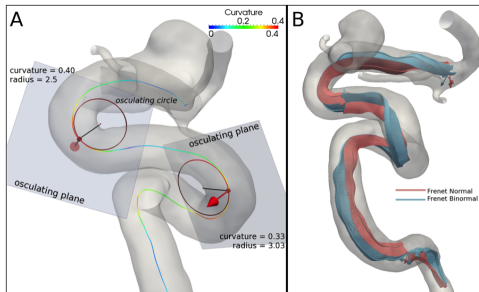 A
Curvature
0 0.2 0.4
0.4
curvature = 0.40
radius = 2.5
osculating circle
osculating plane
osculating plane
curvature = 0.33
radius = 3.03
B
Frenet Normal
Frenet Binormal